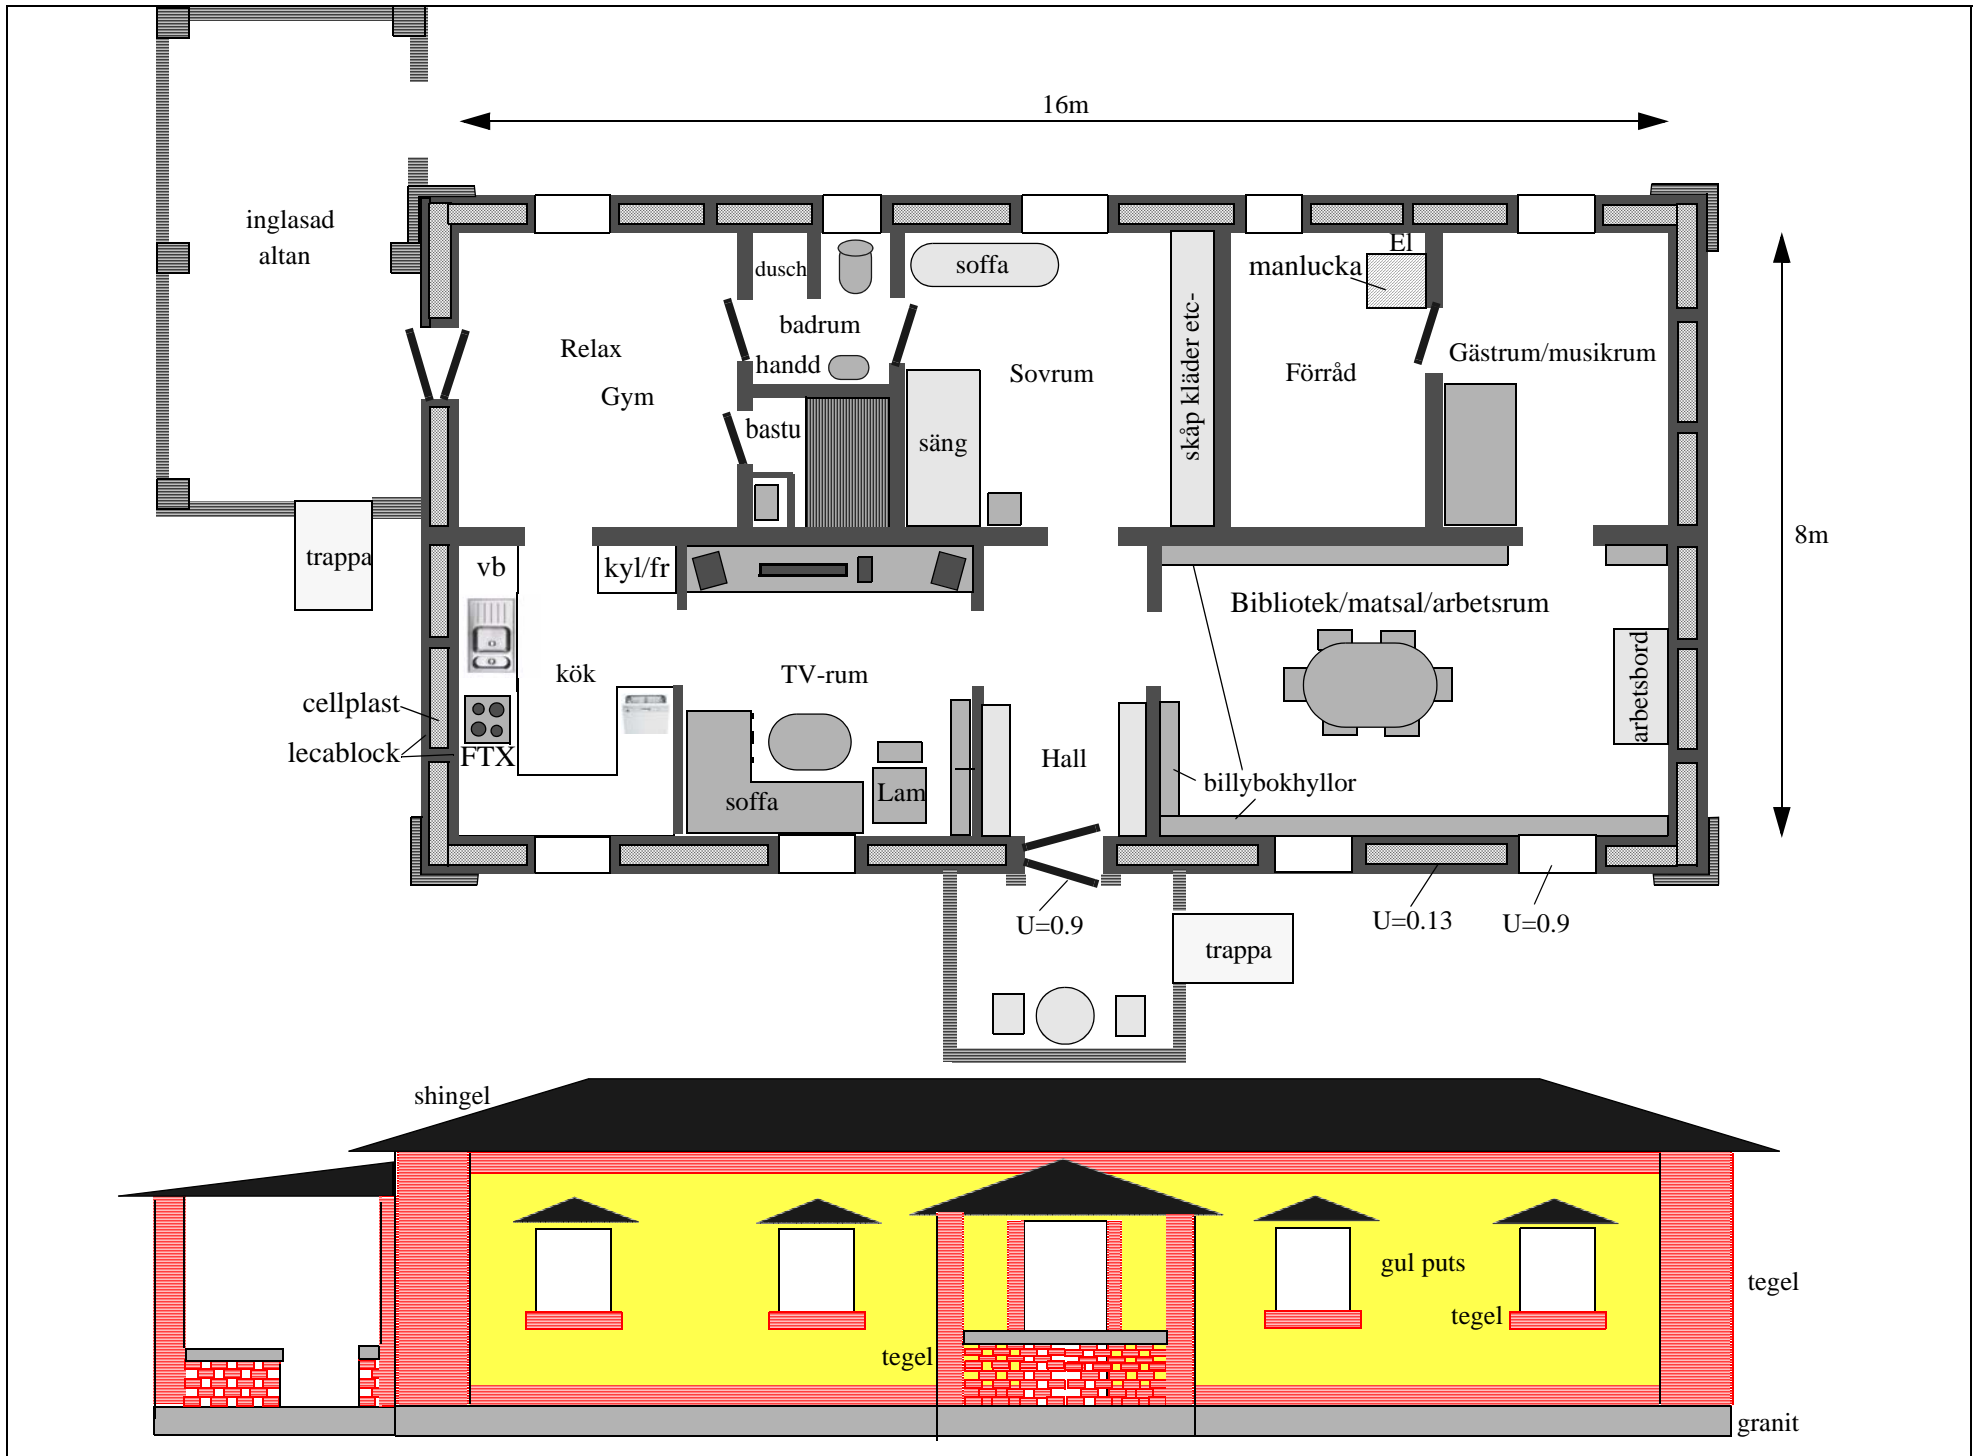 16m
inglasad
altan
dusch
soffa
El
manlucka
badrum
handd
Relax
Gym
Sovrum
skåp kläder etc-
Förråd
Gästrum/musikrum
bastu
säng
trappa
vb
kyl/fr
8m
Bibliotek/matsal/arbetsrum
kök
TV-rum
arbetsbord
cellplast
lecablock
FTX
Hall
billybokhyllor
soffa
Lam
U=0.9
U=0.13
U=0.9
trappa
shingel
gul puts
tegel
tegel
tegel
granit